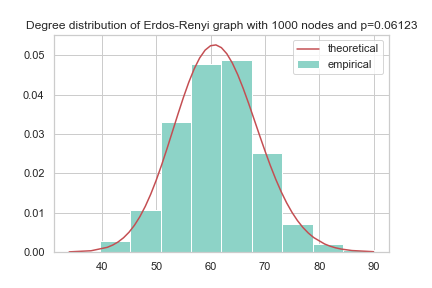 Degree distribution of Erdos-Renyi graph with 1000 nodes and p=0.06123
theoretical
empirical
0.05
0.04
0.03
0.02
0.01
0.00
40 50 60 70 80 90